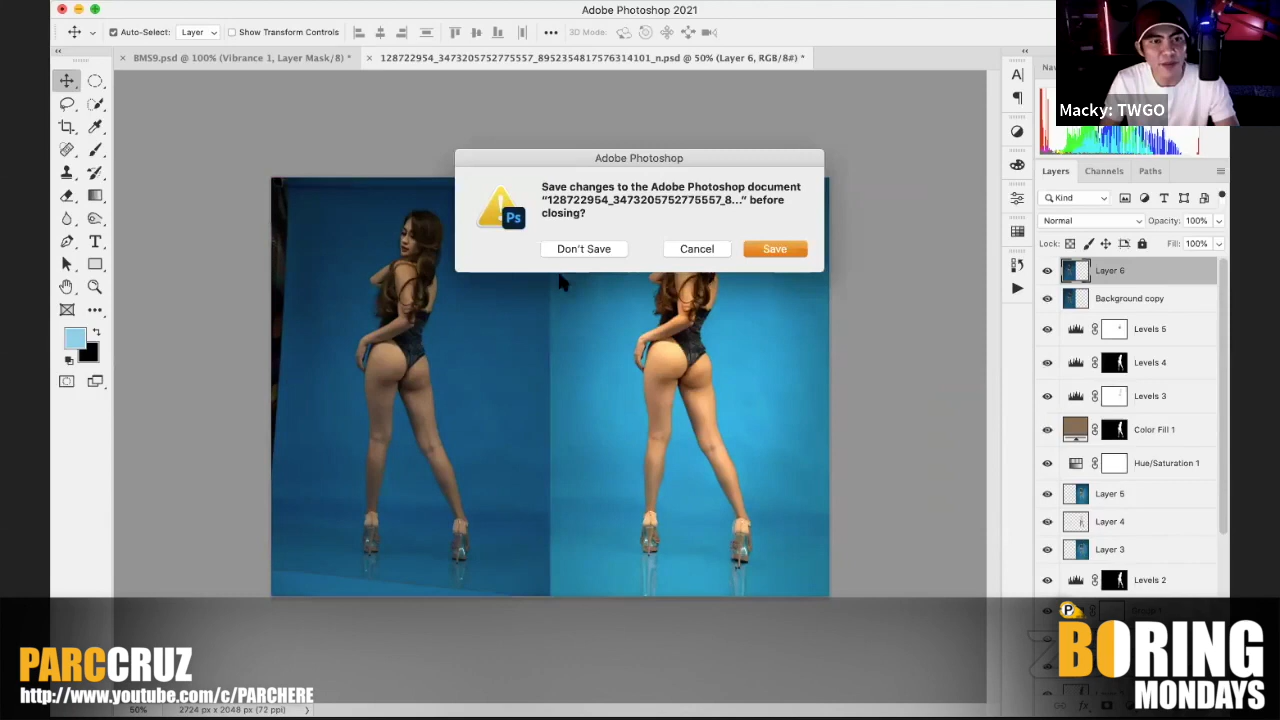 Adobe Photoshop 2021
Auto-Select: Layer Show Transform Controls 3D Mode:
BMS9.psd @ 100% (Vibrance 1, Layer Mask/8) *
128722954_3473205752775557_8952354817576314101_n.psd @ 50% (Layer 6, RGB/8#) *
Macky: TWGO
Adobe Photoshop
Save changes to the Adobe Photoshop document
“128722954_3473205752775557_8...” before
closing?
Don't Save Cancel Save
Ps
Layers Channels Paths
Kind
Normal Opacity: 100%
Lock: Fill: 100%
Layer 6
Background copy
Levels 5
Levels 4
Levels 3
Color Fill 1
Hue/Saturation 1
Layer 5
Layer 4
Layer 3
Levels 2
Group 1
PARCCRUZ
http://www.youtube.com/c/PARCHERE
P
BORING
MONDAYS
50% 2724 px x 2048 px (72 ppi)